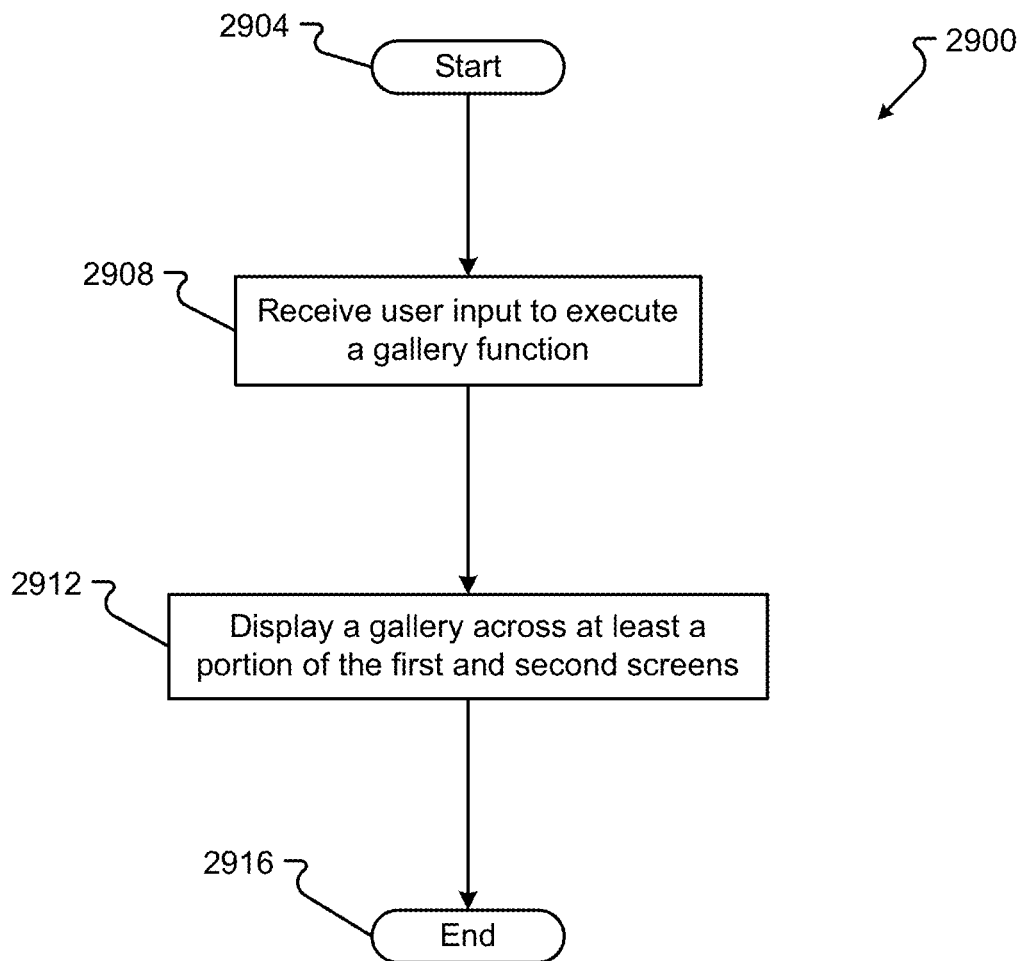 2904
Start
2900
2908
Receive user input to execute
a gallery function
2912
Display a gallery across at least a
portion of the first and second screens
2916
End